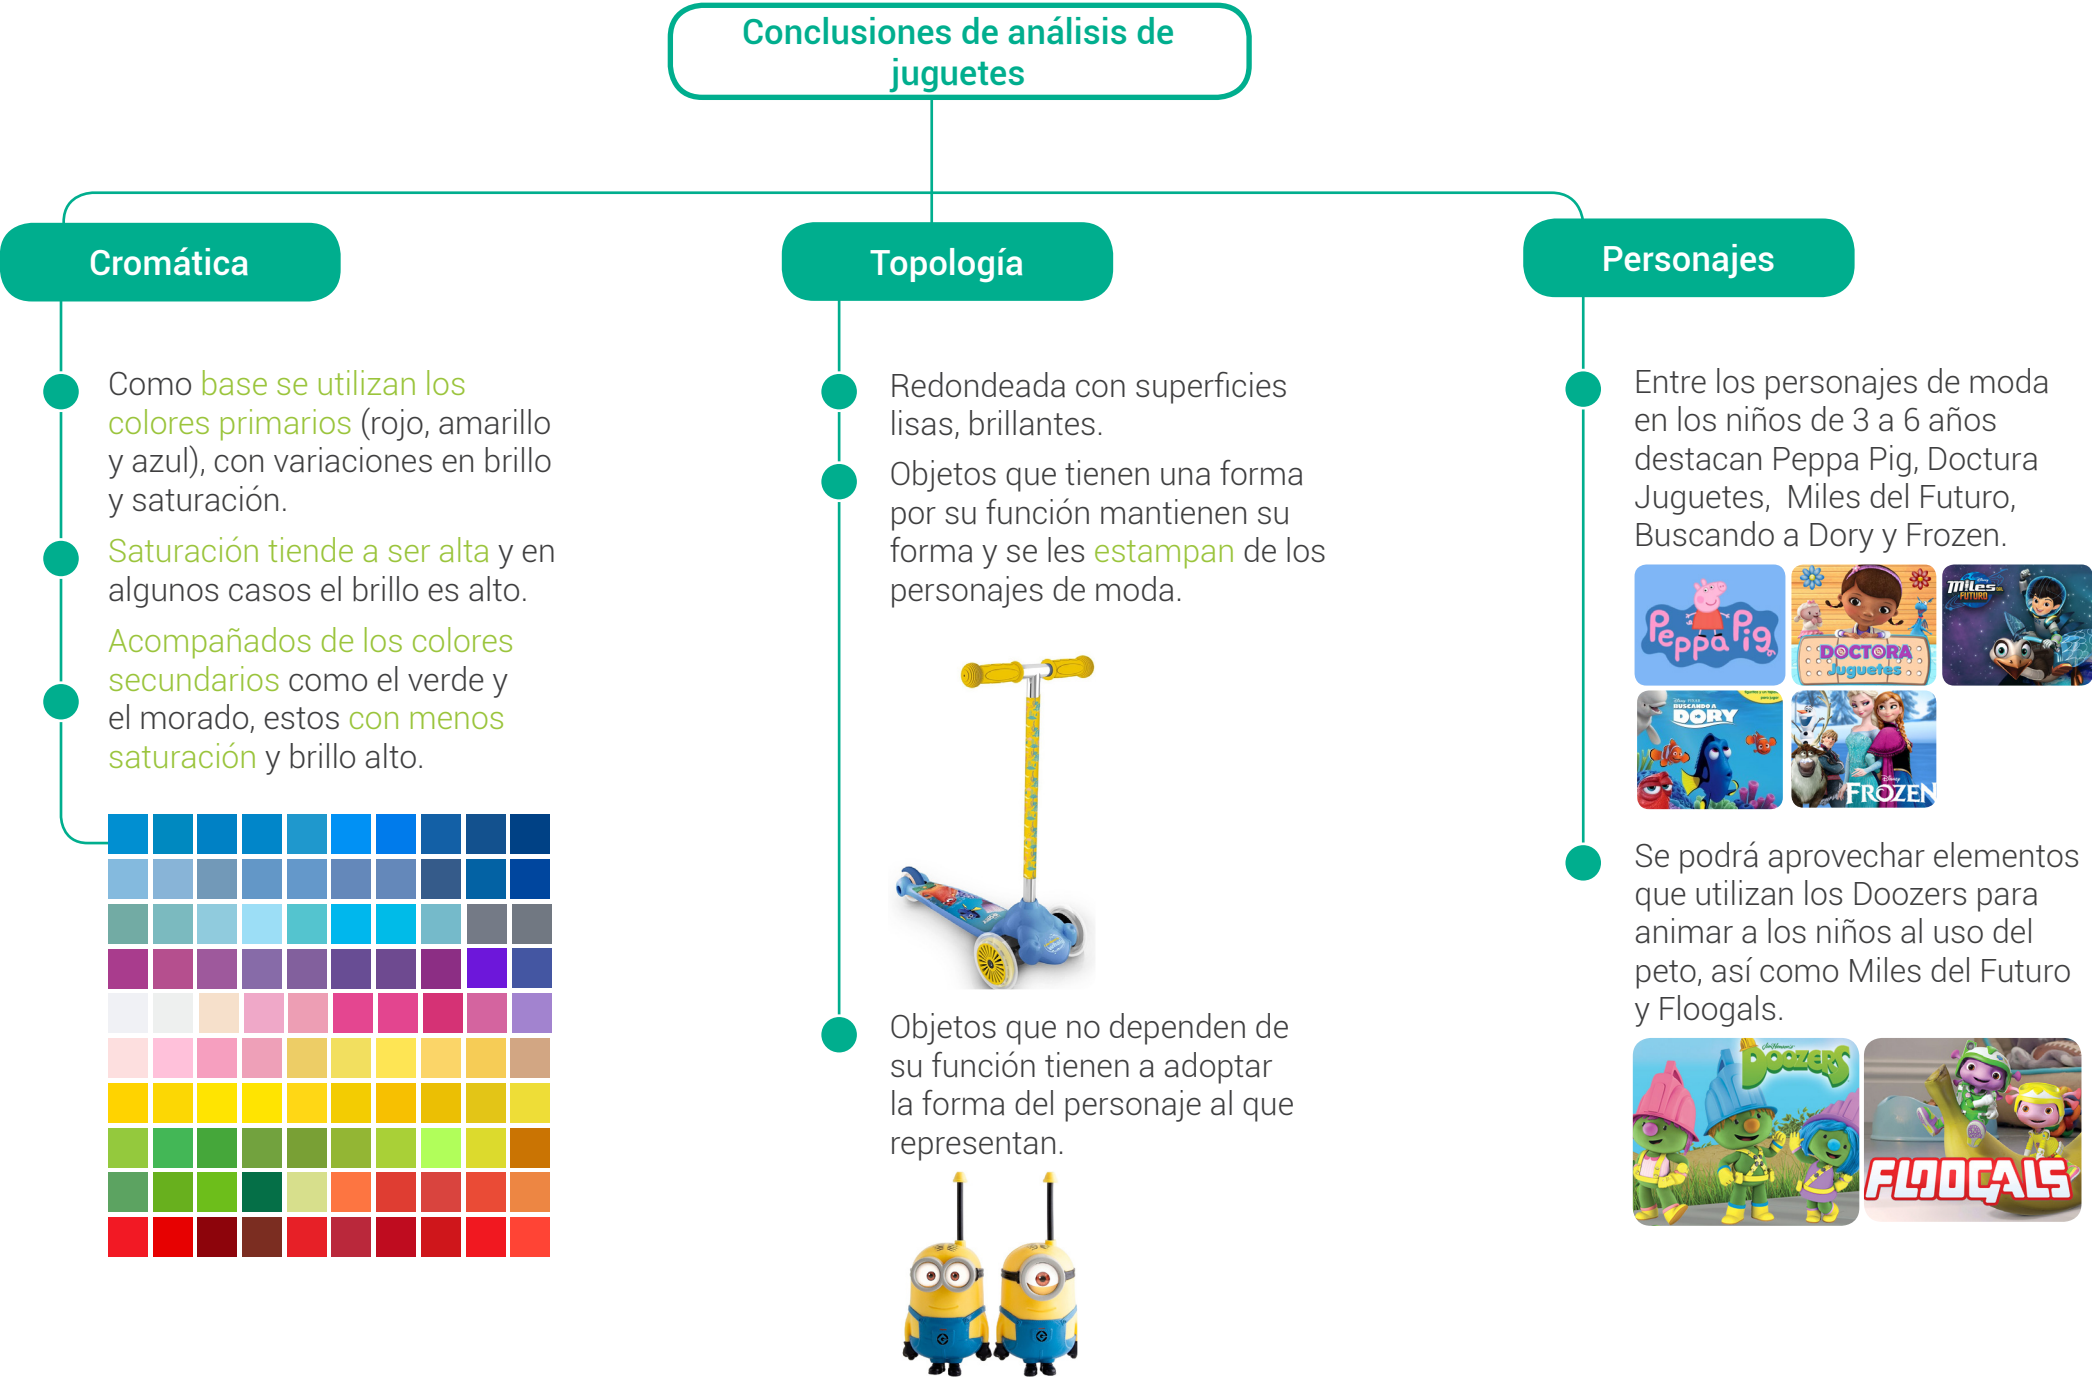 Conclusiones de análisis de
juguetes
Cromática
Como base se utilizan los
colores primarios (rojo, amarillo
y azul), con variaciones en brillo
y saturación.
Saturación tiende a ser alta y en
algunos casos el brillo es alto.
Acompañados de los colores
secundarios como el verde y
el morado, estos con menos
saturación y brillo alto.
Topología
Redondeada con superficies
lisas, brillantes.
Objetos que tienen una forma
por su función mantienen su
forma y se les estampan de los
personajes de moda.
Objetos que no dependen de
su función tienen a adoptar
la forma del personaje al que
representan.
Personajes
Entre los personajes de moda
en los niños de 3 a 6 años
destacan Peppa Pig, Doctura
Juguetes, Miles del Futuro,
Buscando a Dory y Frozen.
Peppa Pig
DOCTORA
Juguetes
Miles DEL
FUTURO
BUSCANDO A
DORY
Disney
FROZEN
Se podrá aprovechar elementos
que utilizan los Doozers para
animar a los niños al uso del
peto, así como Miles del Futuro
y Floogals.
Jim Henson's
DOOZERS
FLOOGALS